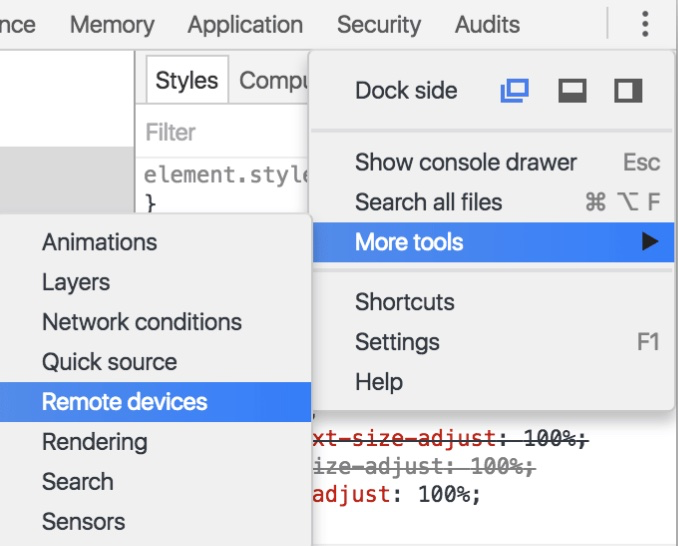 nce Memory Application Security Audits
Styles Compu
Dock side
Filter
element.style
}
Show console drawer Esc
Search all files ⌘ ⌥ F
More tools ▶
Shortcuts
Settings F1
Help
Animations
Layers
Network conditions
Quick source
Remote devices
Rendering
Search
Sensors
;
xt-size-adjust: 100%;
ize-adjust: 100%;
adjust: 100%;